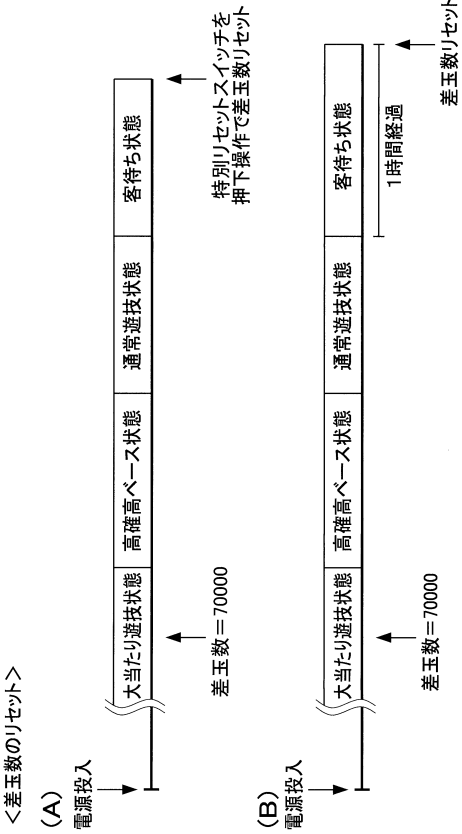 <差玉数のリセット>
(A)
電源投入
大当たり遊技状態
高確高ベース状態
通常遊技状態
客待ち状態
差玉数＝70000
特別リセットスイッチを
押下操作で差玉数リセット
(B)
電源投入
大当たり遊技状態
高確高ベース状態
通常遊技状態
客待ち状態
差玉数＝70000
1時間経過
差玉数リセット